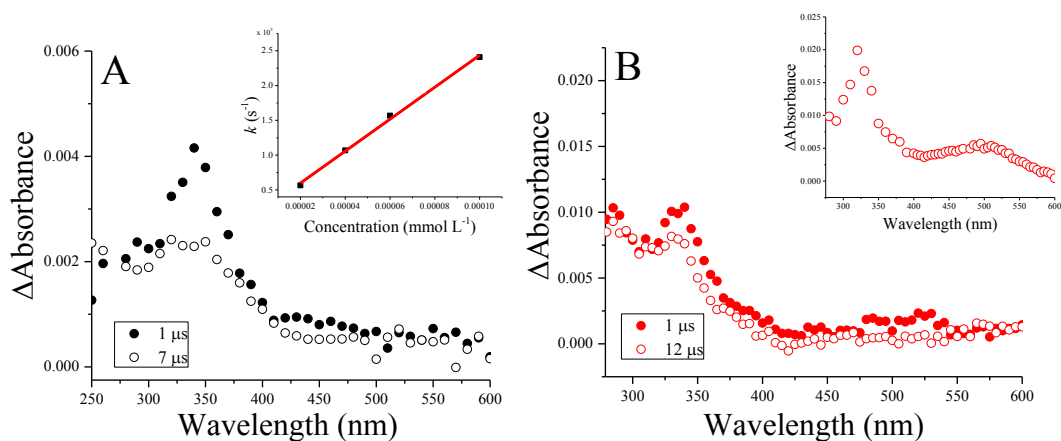 A
0.006
0.004
0.002
0.000
ΔAbsorbance
250 300 350 400 450 500 550 600
Wavelength (nm)
1 μs
7 μs
2.5
2.0
1.5
1.0
0.5
k (s⁻¹)
0.00002 0.00004 0.00006 0.00010
Concentration (mmol L⁻¹)
B
0.025
0.020
0.015
0.010
0.005
0.000
ΔAbsorbance
300 350 400 450 500 550 600
Wavelength (nm)
1 μs
12 μs
0.025
0.020
0.015
0.010
0.005
0.000
ΔAbsorbance
300 350 400 450 500 550 600
Wavelength (nm)